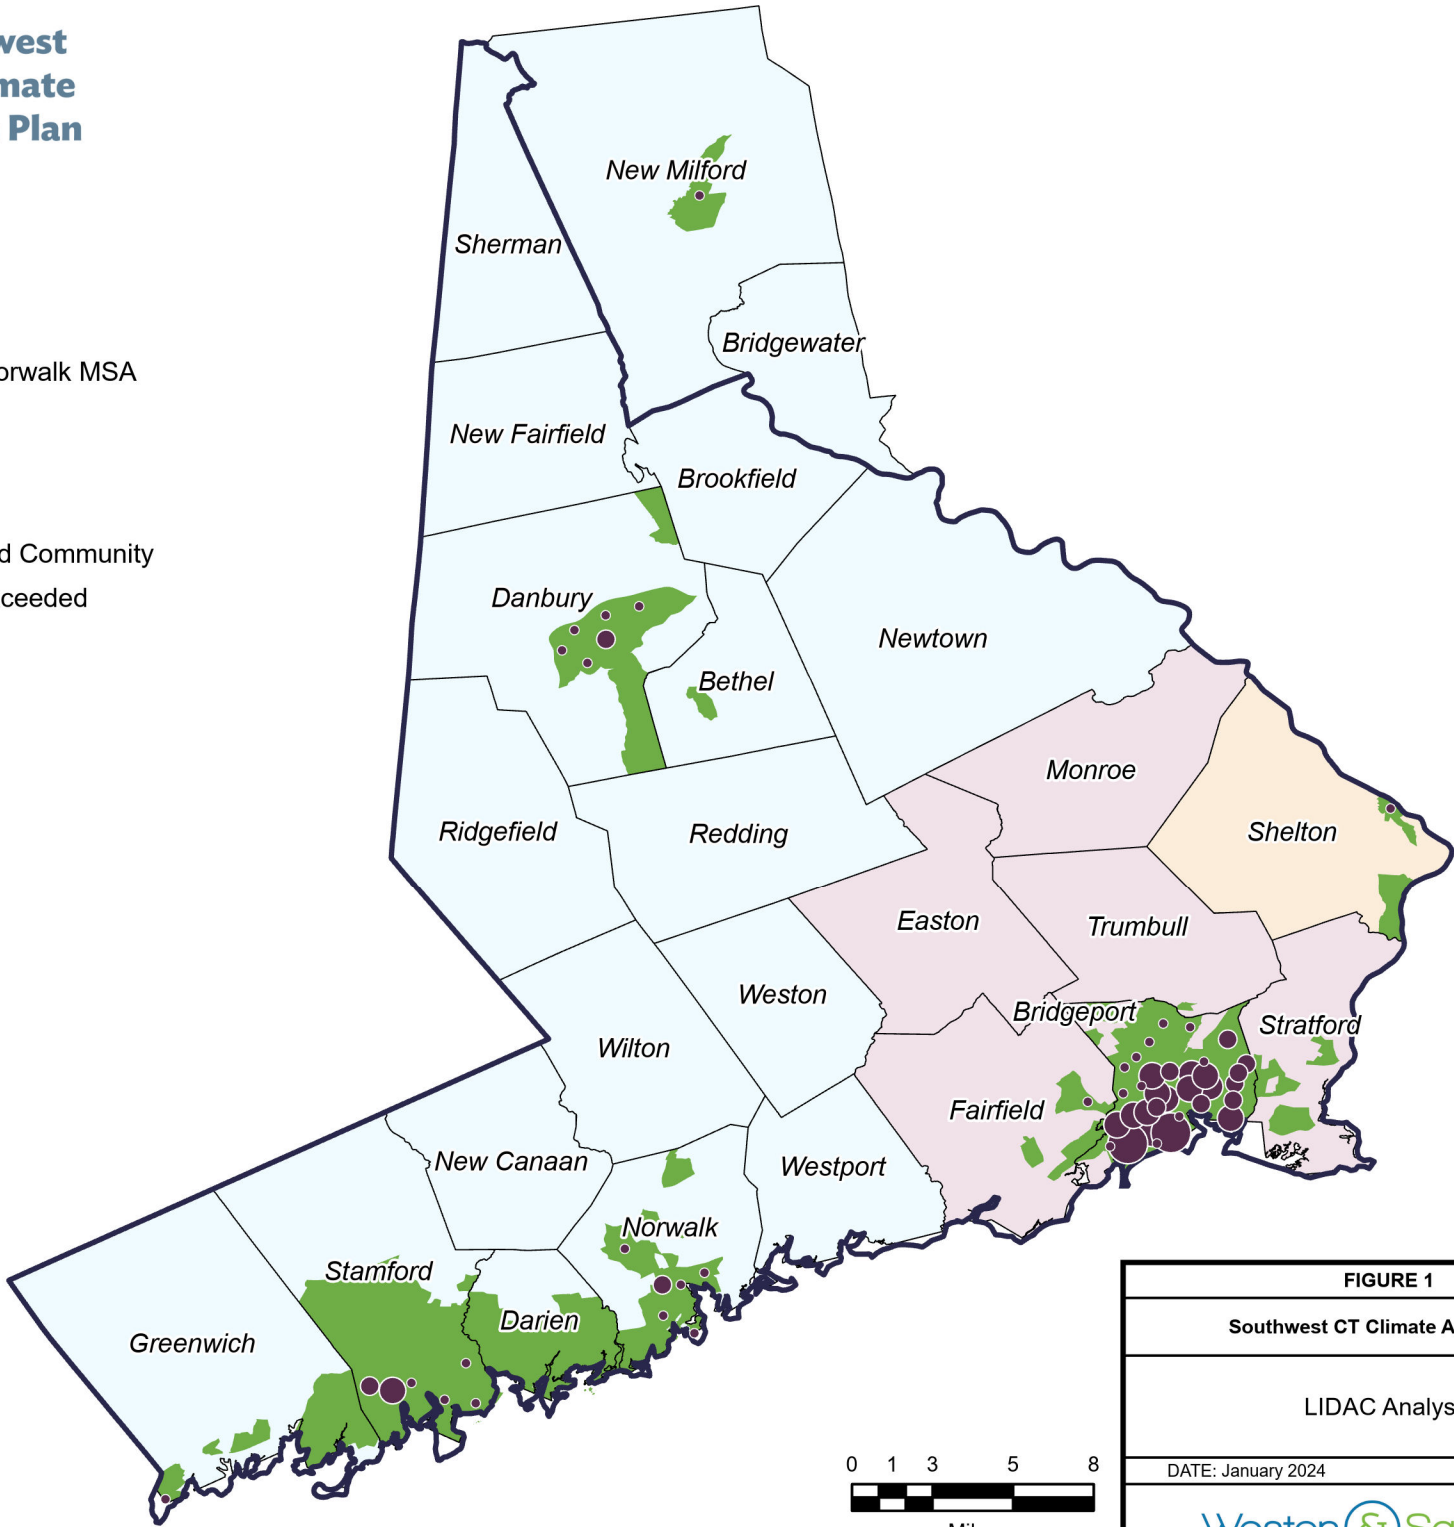 west
mate
Plan
New Milford
Sherman
Bridgewater
orwalk MSA
New Fairfield
Brookfield
d Community
ceeded
Danbury
Newtown
Bethel
Monroe
Ridgefield
Redding
Shelton
Easton
Trumbull
Weston
Bridgeport
Stratford
Wilton
Fairfield
New Canaan
Westport
Norwalk
Stamford
Darien
Greenwich
FIGURE 1
Southwest CT Climate A
LIDAC Analys
0 1 3 5 8
DATE: January 2024